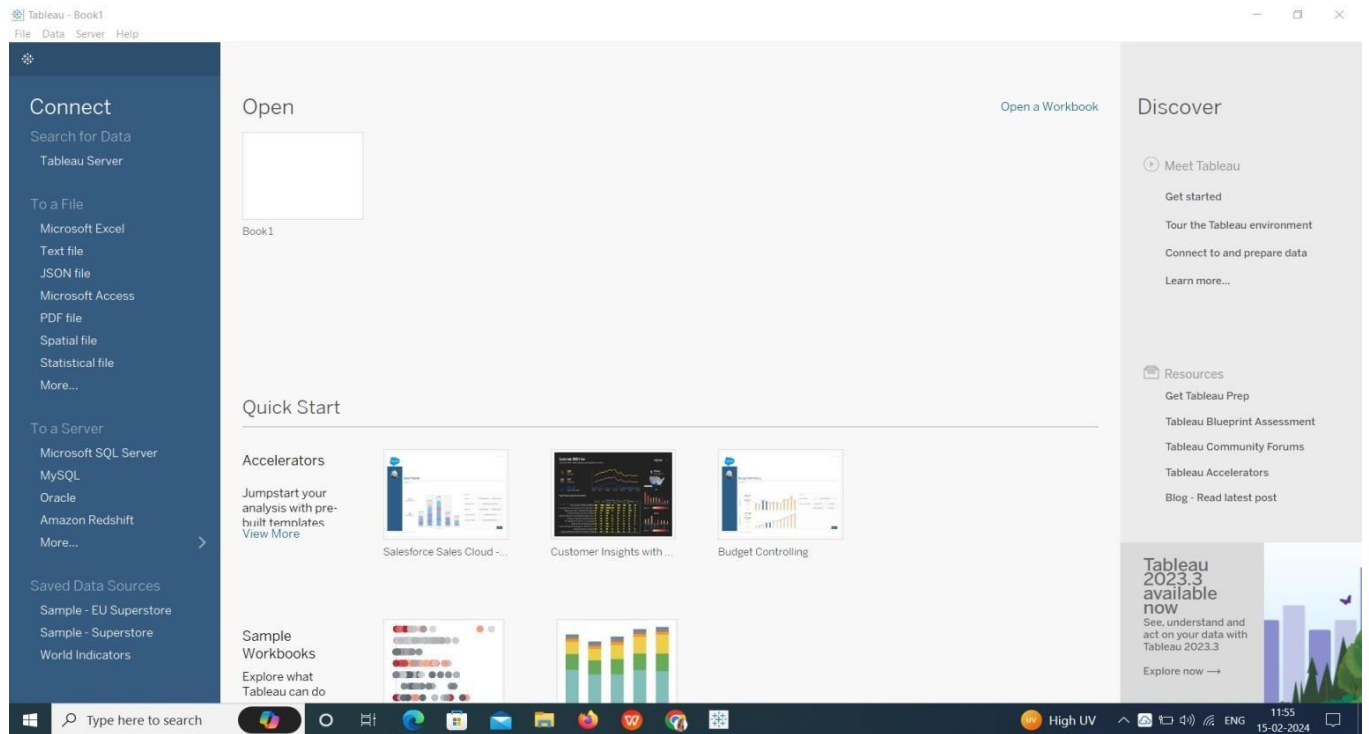 Tableau - Book1
File Data Server Help
Connect
Search for Data
Tableau Server
To a File
Microsoft Excel
Text file
JSON file
Microsoft Access
PDF file
Spatial file
Statistical file
More...
To a Server
Microsoft SQL Server
MySQL
Oracle
Amazon Redshift
More...
Saved Data Sources
Sample - EU Superstore
Sample - Superstore
World Indicators
Open
Open a Workbook
Book1
Quick Start
Accelerators
Jumpstart your
analysis with pre-
built templates
View More
Salesforce Sales Cloud -...
Customer Insights with ...
Budget Controlling
Sample
Workbooks
Explore what
Tableau can do
Discover
Meet Tableau
Get started
Tour the Tableau environment
Connect to and prepare data
Learn more...
Resources
Get Tableau Prep
Tableau Blueprint Assessment
Tableau Community Forums
Tableau Accelerators
Blog - Read latest post
Tableau
2023.3
available
now
See, understand and
act on your data with
Tableau 2023.3
Explore now →
Type here to search
High UV
ENG
11:55
15-02-2024